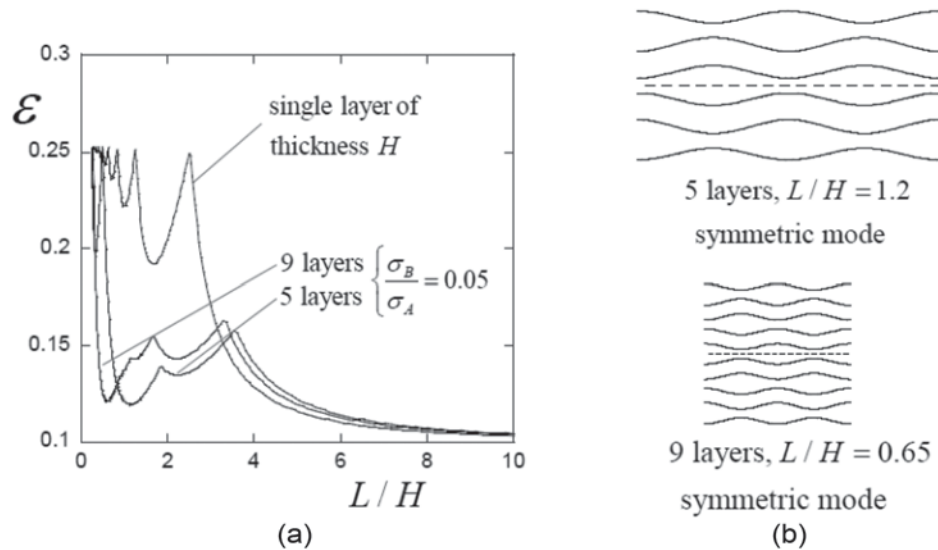 0.3
ε
0.25
0.2
0.15
0.1
single layer of
thickness H
9 layers
5 layers
σ_B / σ_A = 0.05
0 2 4 6 8 10
L / H
(a)
5 layers, L / H = 1.2
symmetric mode
9 layers, L / H = 0.65
symmetric mode
(b)